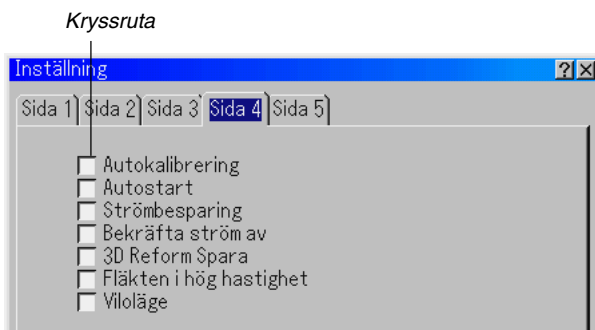 Kryssruta
Inställning
Sida 1 Sida 2 Sida 3 Sida 4 Sida 5
Autokalibrering
Autostart
Strömbesparing
Bekräfta ström av
3D Reform Spara
Fläkten i hög hastighet
Viloläge